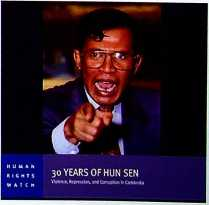 30 YEARS OF HUN SEN
Violence, Repression, and Corruption in Cambodia
HUMAN
RIGHTS
WATCH